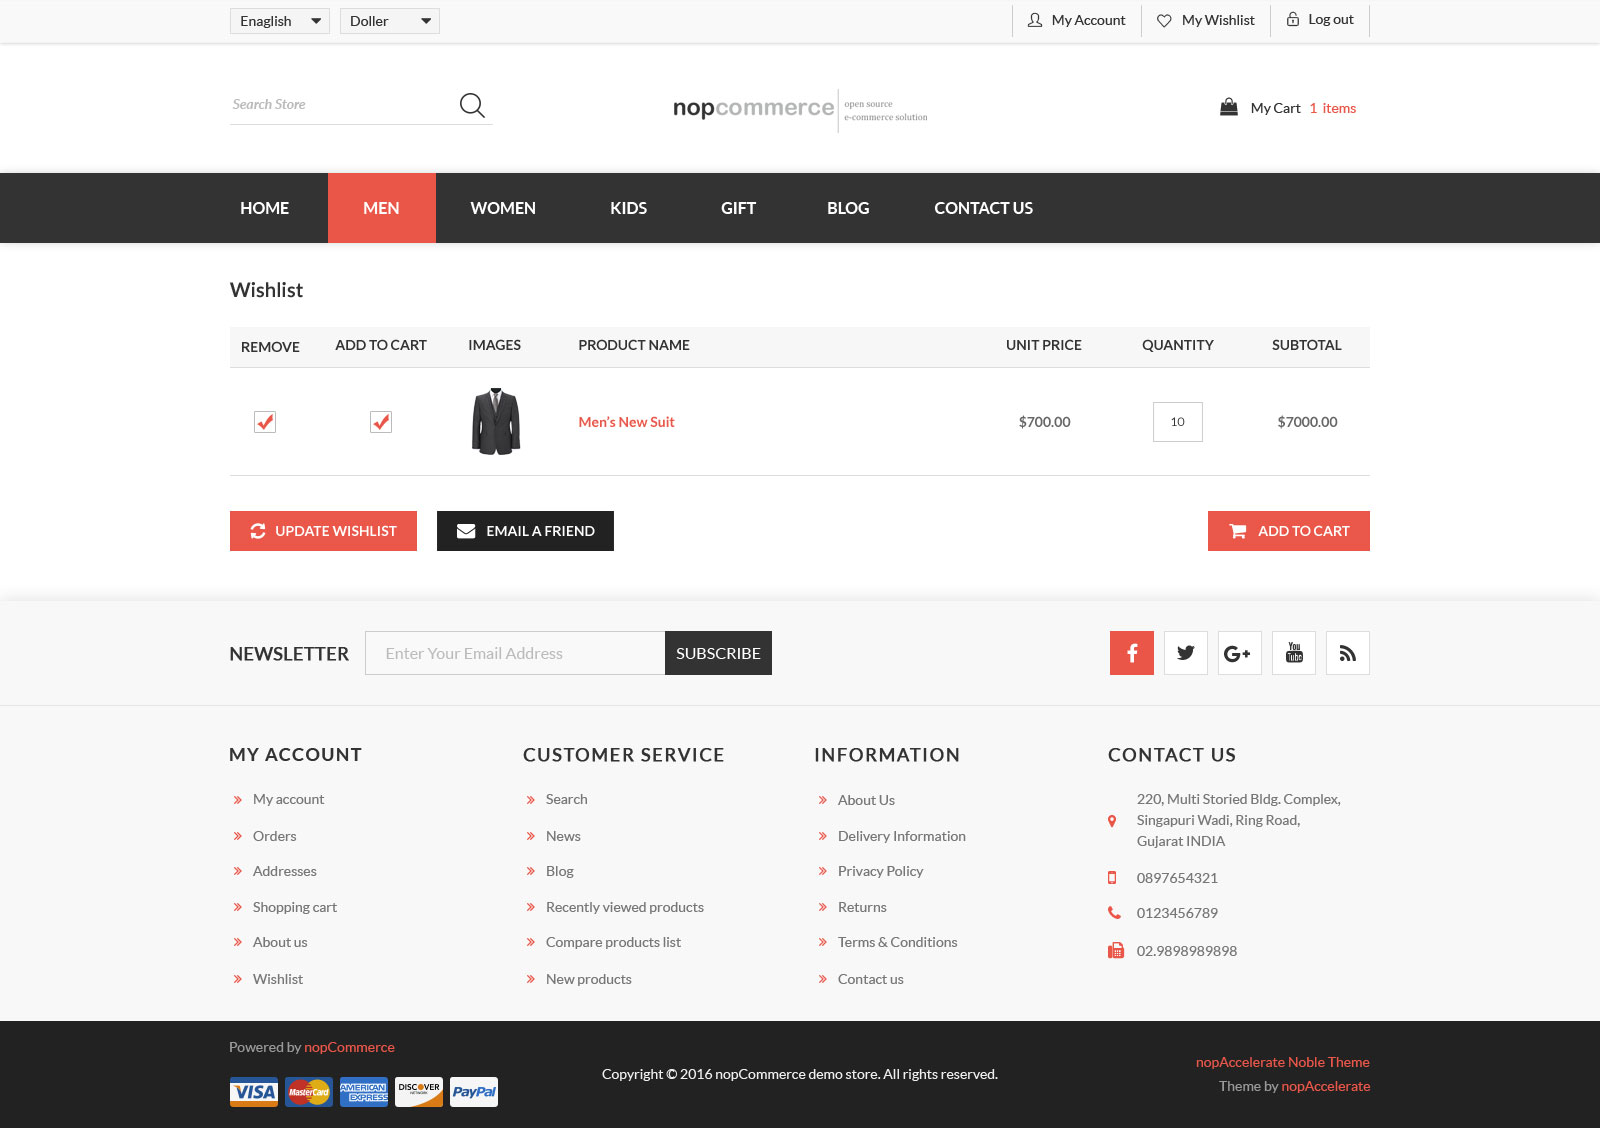 Enaglish
Doller
My Account
My Wishlist
Log out
Search Store
nopcommerce
open source
e-commerce solution
My Cart 1 items
HOME
MEN
WOMEN
KIDS
GIFT
BLOG
CONTACT US
Wishlist
REMOVE
ADD TO CART
IMAGES
PRODUCT NAME
UNIT PRICE
QUANTITY
SUBTOTAL
Men's New Suit
$700.00
10
$7000.00
UPDATE WISHLIST
EMAIL A FRIEND
ADD TO CART
NEWSLETTER
Enter Your Email Address
SUBSCRIBE
G+
You
Tube
MY ACCOUNT
My account
Orders
Addresses
Shopping cart
About us
Wishlist
CUSTOMER SERVICE
Search
News
Blog
Recently viewed products
Compare products list
New products
INFORMATION
About Us
Delivery Information
Privacy Policy
Returns
Terms & Conditions
Contact us
CONTACT US
220, Multi Storied Bldg. Complex,
Singapuri Wadi, Ring Road,
Gujarat INDIA
0897654321
0123456789
02.9898989898
Powered by nopCommerce
VISA
MasterCard
AMERICAN
EXPRESS
DISCOVER
NETWORK
PayPal
Copyright © 2016 nopCommerce demo store. All rights reserved.
nopAccelerate Noble Theme
Theme by nopAccelerate